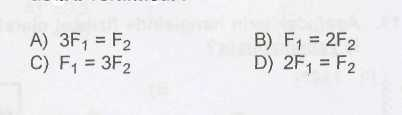 A) 3F₁ = F₂ B) F₁ = 2F₂
C) F₁ = 3F₂ D) 2F₁ = F₂